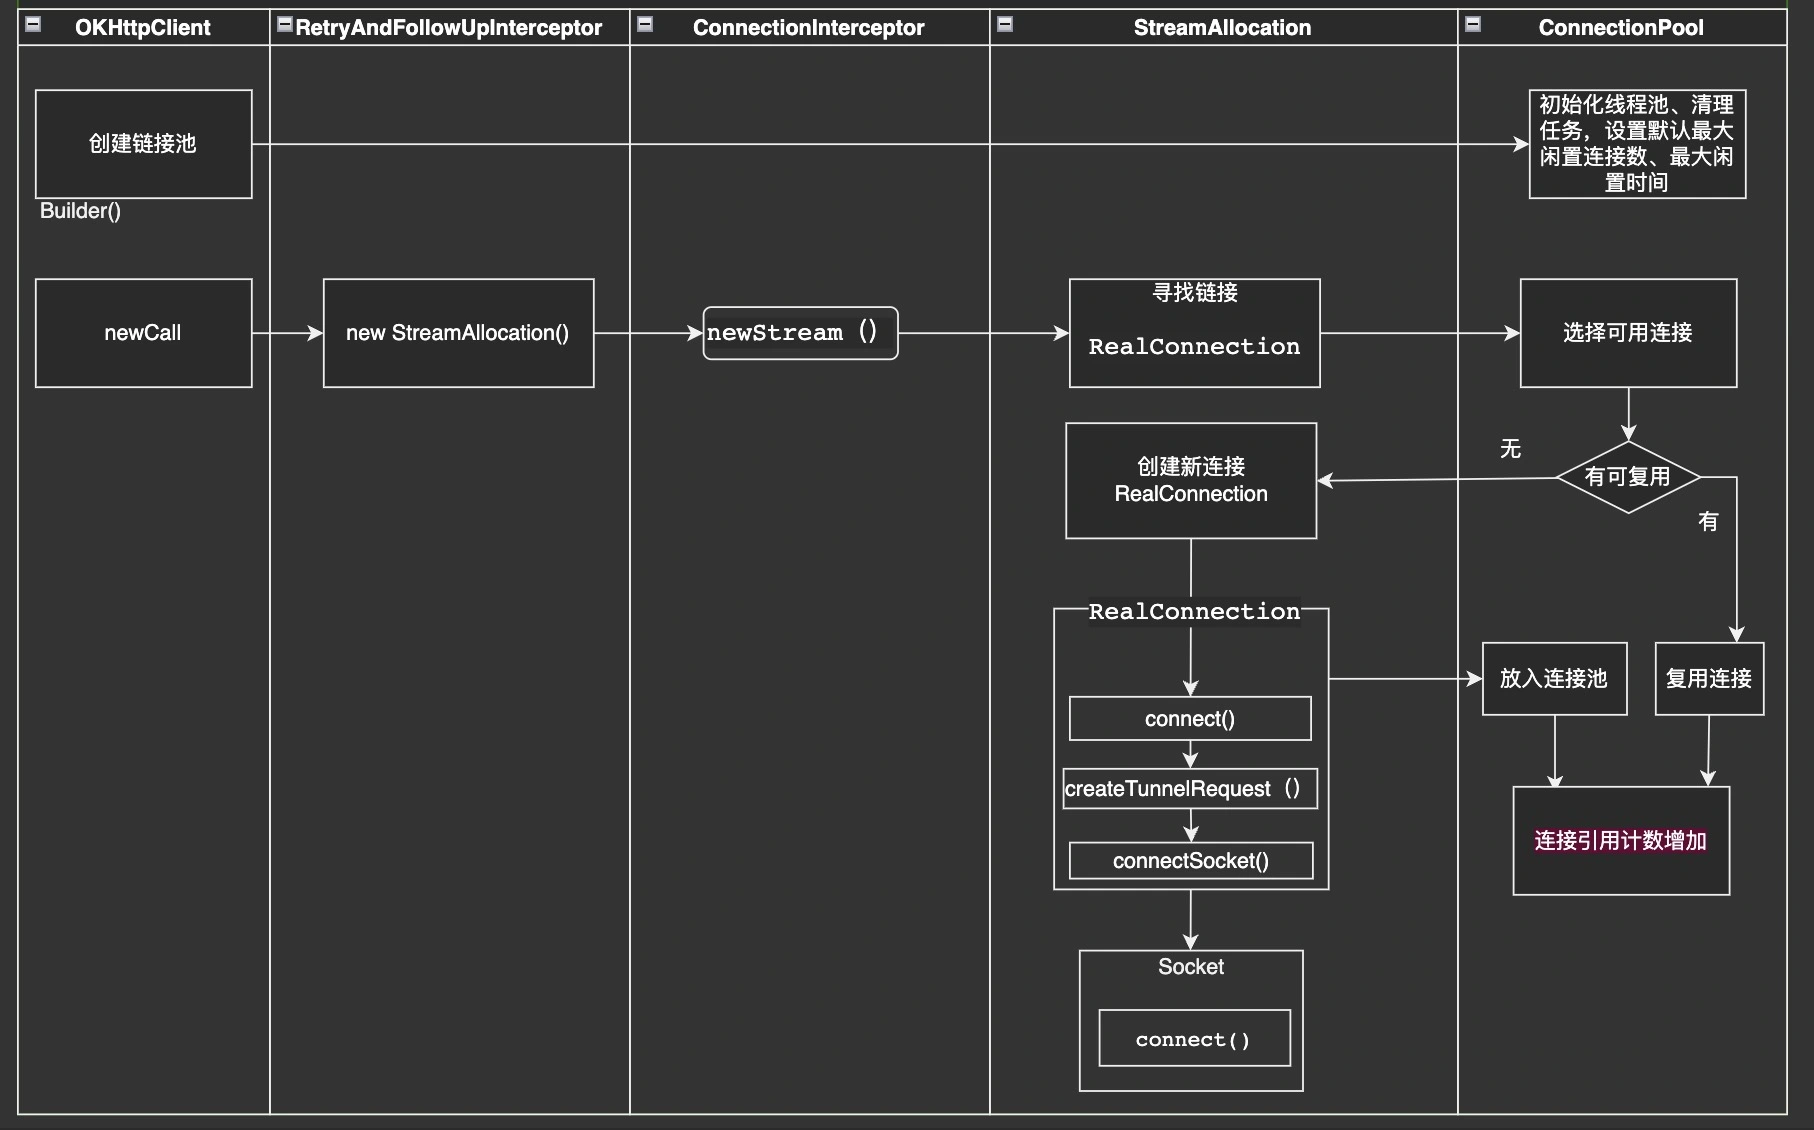 OKHttpClient
RetryAndFollowUpInterceptor
ConnectionInterceptor
StreamAllocation
ConnectionPool
创建链接池
Builder()
初始化线程池、清理
任务，设置默认最大
闲置连接数、最大闲
置时间
newCall
new StreamAllocation()
newStream（）
寻找链接
RealConnection
选择可用连接
创建新连接
RealConnection
无
有可复用
有
RealConnection
connect()
createTunnelRequest（）
connectSocket()
放入连接池
复用连接
连接引用计数增加
Socket
connect()